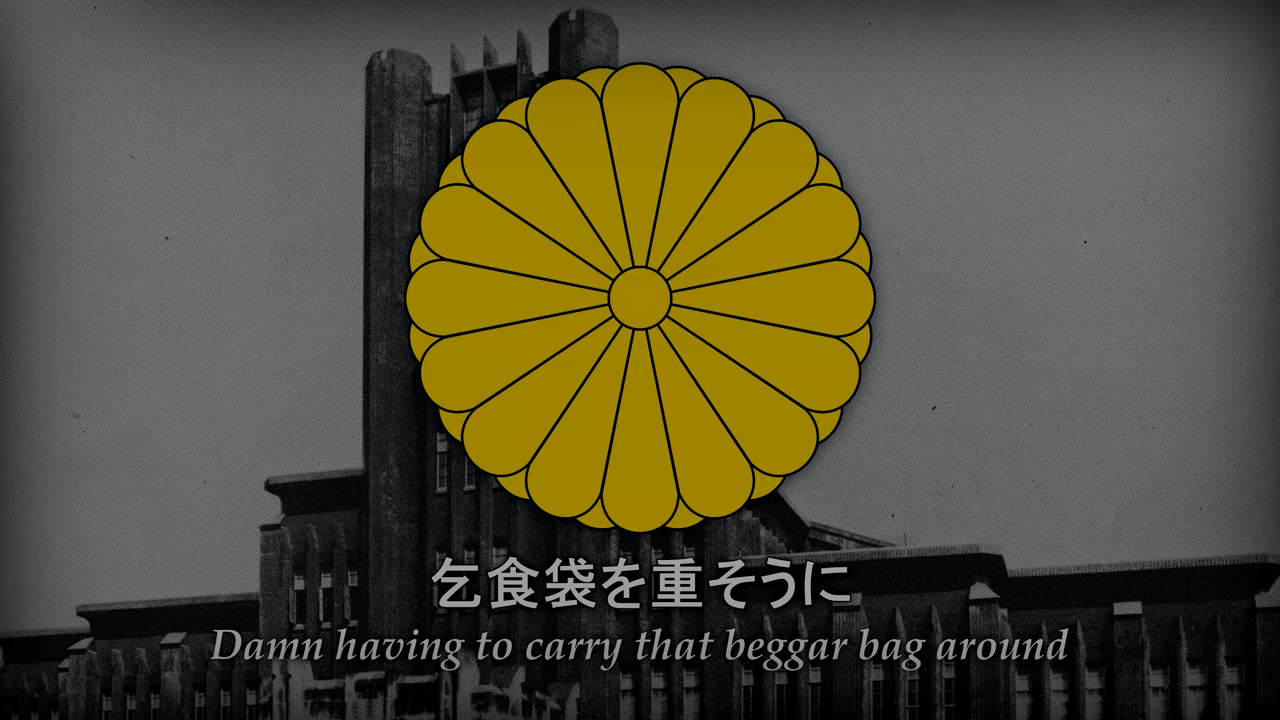 乞食袋を重そうに
Damn having to carry that beggar bag around